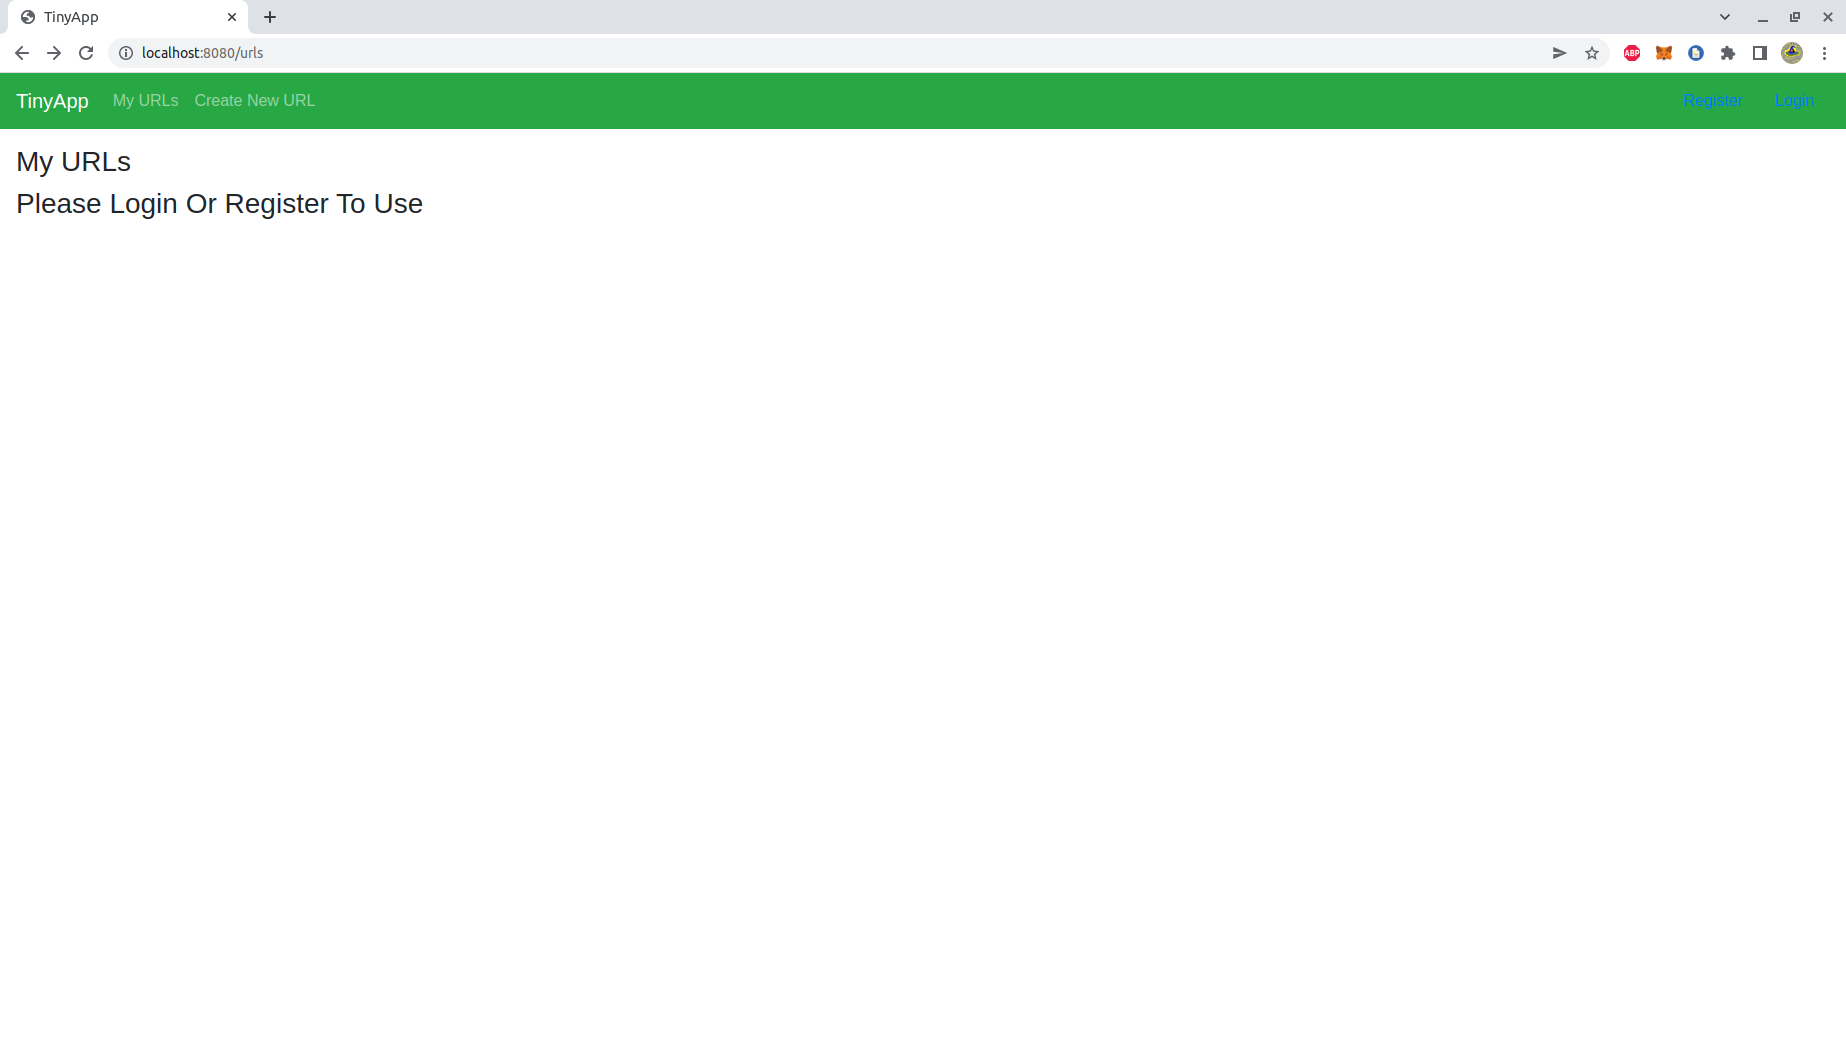 TinyApp
localhost:8080/urls
ABP
TinyApp My URLs Create New URL Register Login
My URLs
Please Login Or Register To Use